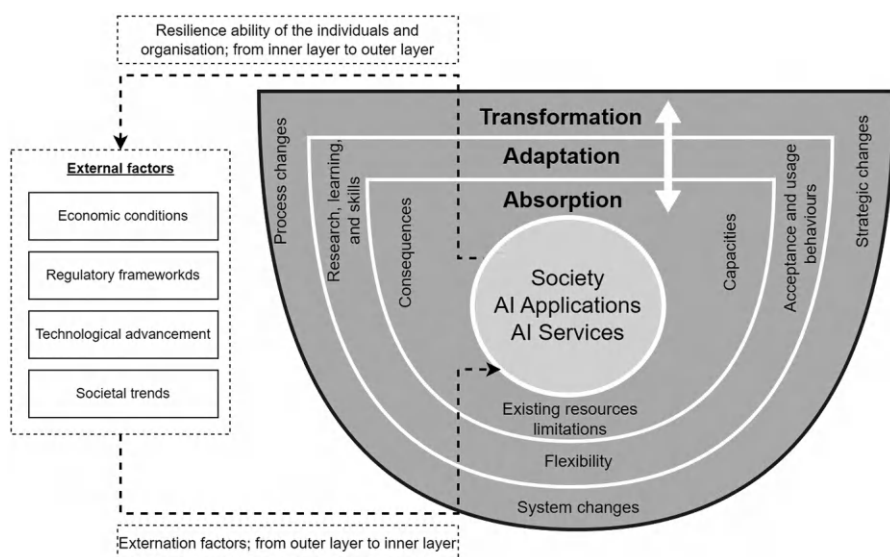 Resilience ability of the individuals and
organisation; from inner layer to outer layer
External factors
Economic conditions
Regulatory frameworkds
Technological advancement
Societal trends
Externation factors; from outer layer to inner layer
Transformation
Adaptation
Absorption
Process changes
Research, learning,
and skills
Consequences
Society
AI Applications
AI Services
Capacities
Acceptance and usage
behaviours
Strategic changes
Existing resources
limitations
Flexibility
System changes